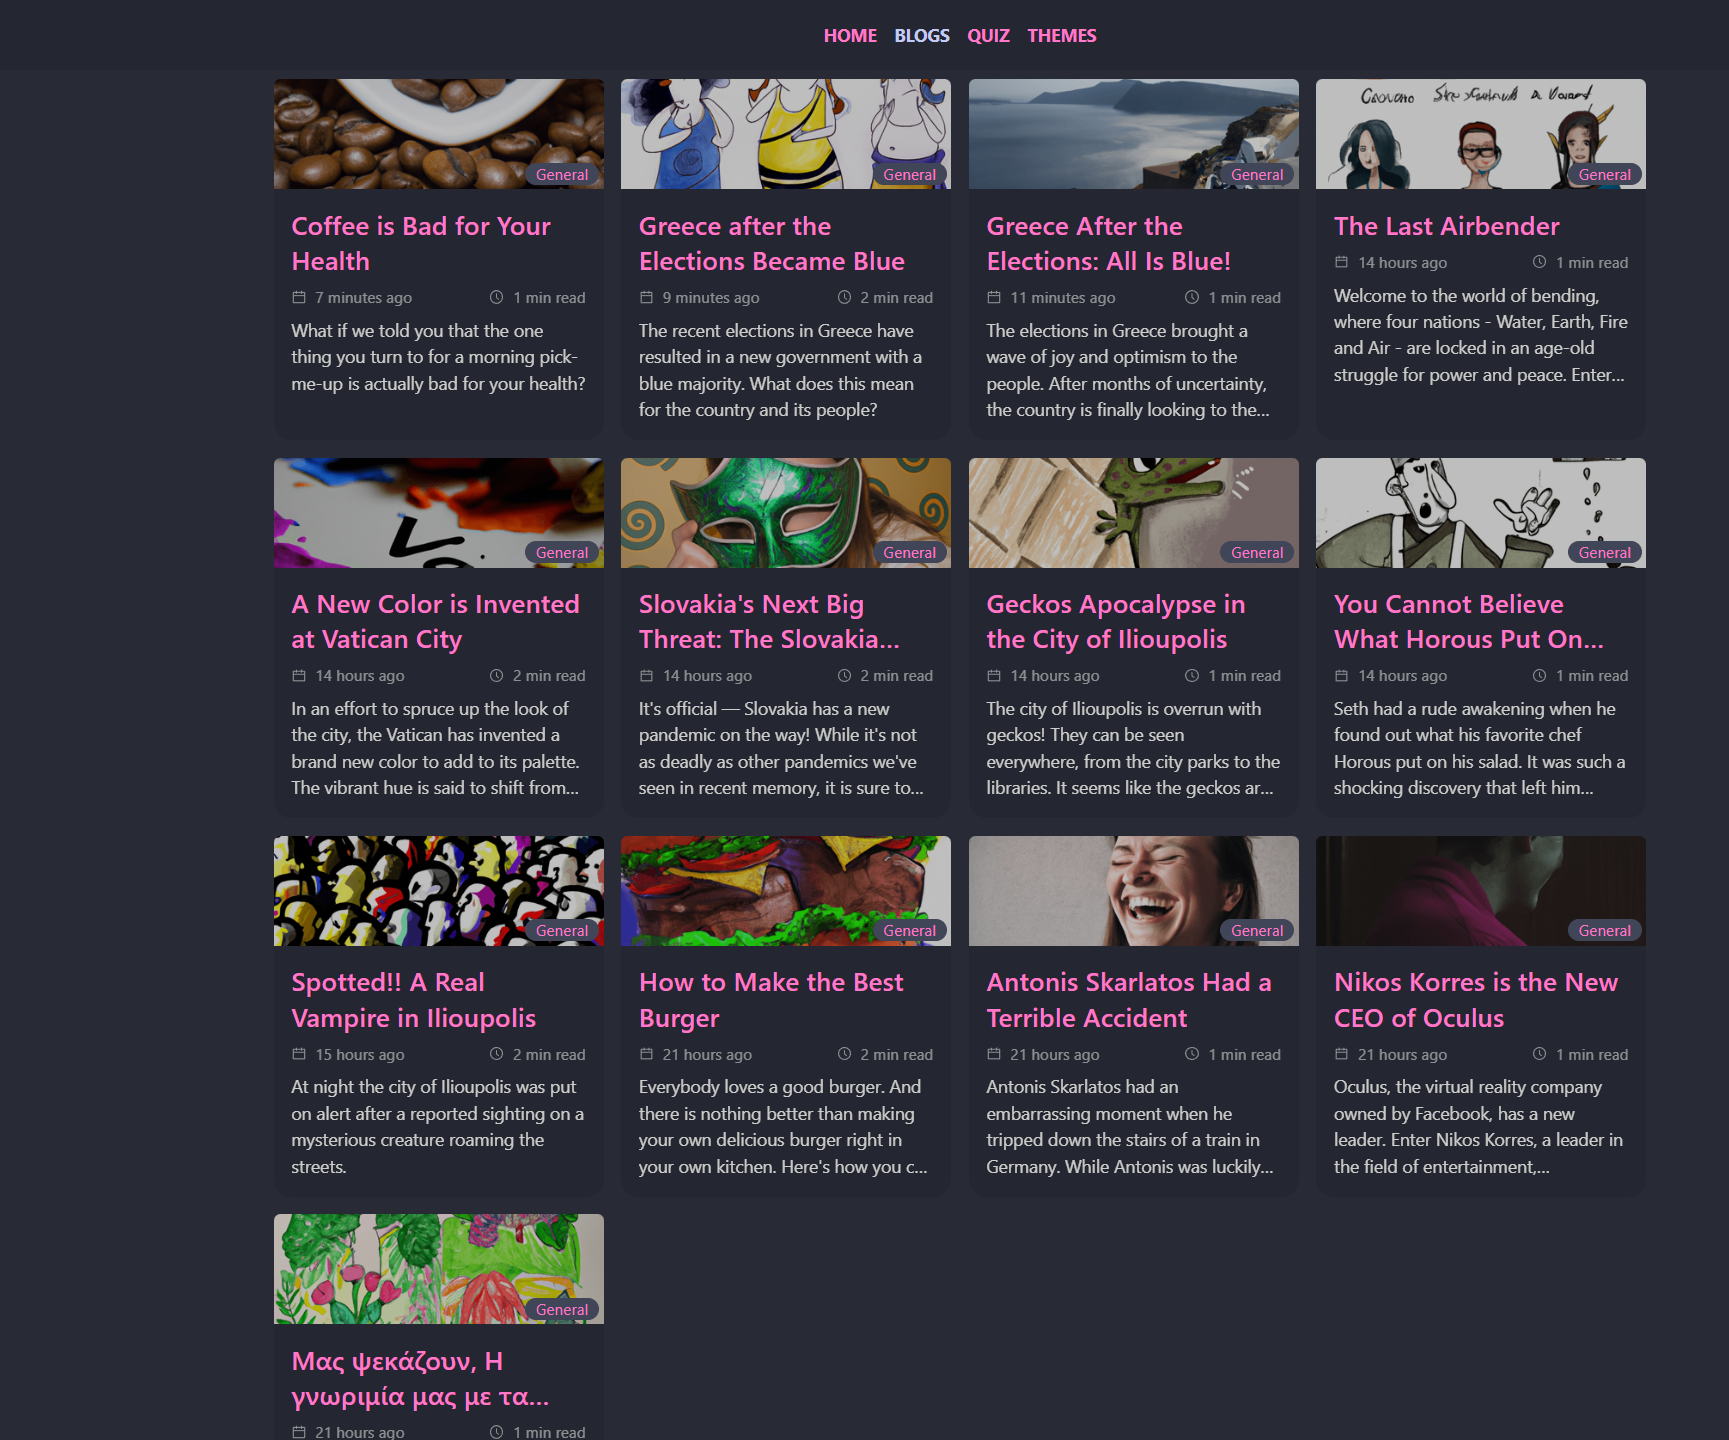 HOME BLOGS QUIZ THEMES
General
Coffee is Bad for Your
Health
7 minutes ago 1 min read
What if we told you that the one
thing you turn to for a morning pick-
me-up is actually bad for your health?
General
Greece after the
Elections Became Blue
9 minutes ago 2 min read
The recent elections in Greece have
resulted in a new government with a
blue majority. What does this mean
for the country and its people?
General
Greece After the
Elections: All Is Blue!
11 minutes ago 1 min read
The elections in Greece brought a
wave of joy and optimism to the
people. After months of uncertainty,
the country is finally looking to the...
General
The Last Airbender
14 hours ago 1 min read
Welcome to the world of bending,
where four nations - Water, Earth, Fire
and Air - are locked in an age-old
struggle for power and peace. Enter...
General
A New Color is Invented
at Vatican City
14 hours ago 2 min read
In an effort to spruce up the look of
the city, the Vatican has invented a
brand new color to add to its palette.
The vibrant hue is said to shift from...
General
Slovakia's Next Big
Threat: The Slovakia...
14 hours ago 2 min read
It's official — Slovakia has a new
pandemic on the way! While it's not
as deadly as other pandemics we've
seen in recent memory, it is sure to...
General
Geckos Apocalypse in
the City of Ilioupolis
14 hours ago 1 min read
The city of Ilioupolis is overrun with
geckos! They can be seen
everywhere, from the city parks to the
libraries. It seems like the geckos ar...
General
You Cannot Believe
What Horous Put On...
14 hours ago 1 min read
Seth had a rude awakening when he
found out what his favorite chef
Horous put on his salad. It was such a
shocking discovery that left him...
General
Spotted!! A Real
Vampire in Ilioupolis
15 hours ago 2 min read
At night the city of Ilioupolis was put
on alert after a reported sighting on a
mysterious creature roaming the
streets.
General
How to Make the Best
Burger
21 hours ago 2 min read
Everybody loves a good burger. And
there is nothing better than making
your own delicious burger right in
your own kitchen. Here's how you c...
General
Antonis Skarlatos Had a
Terrible Accident
21 hours ago 1 min read
Antonis Skarlatos had an
embarrassing moment when he
tripped down the stairs of a train in
Germany. While Antonis was luckily...
General
Nikos Korres is the New
CEO of Oculus
21 hours ago 1 min read
Oculus, the virtual reality company
owned by Facebook, has a new
leader. Enter Nikos Korres, a leader in
the field of entertainment,...
General
Μας ψεκάζουν, Η
γνωριμία μας με τα...
21 hours ago 1 min read